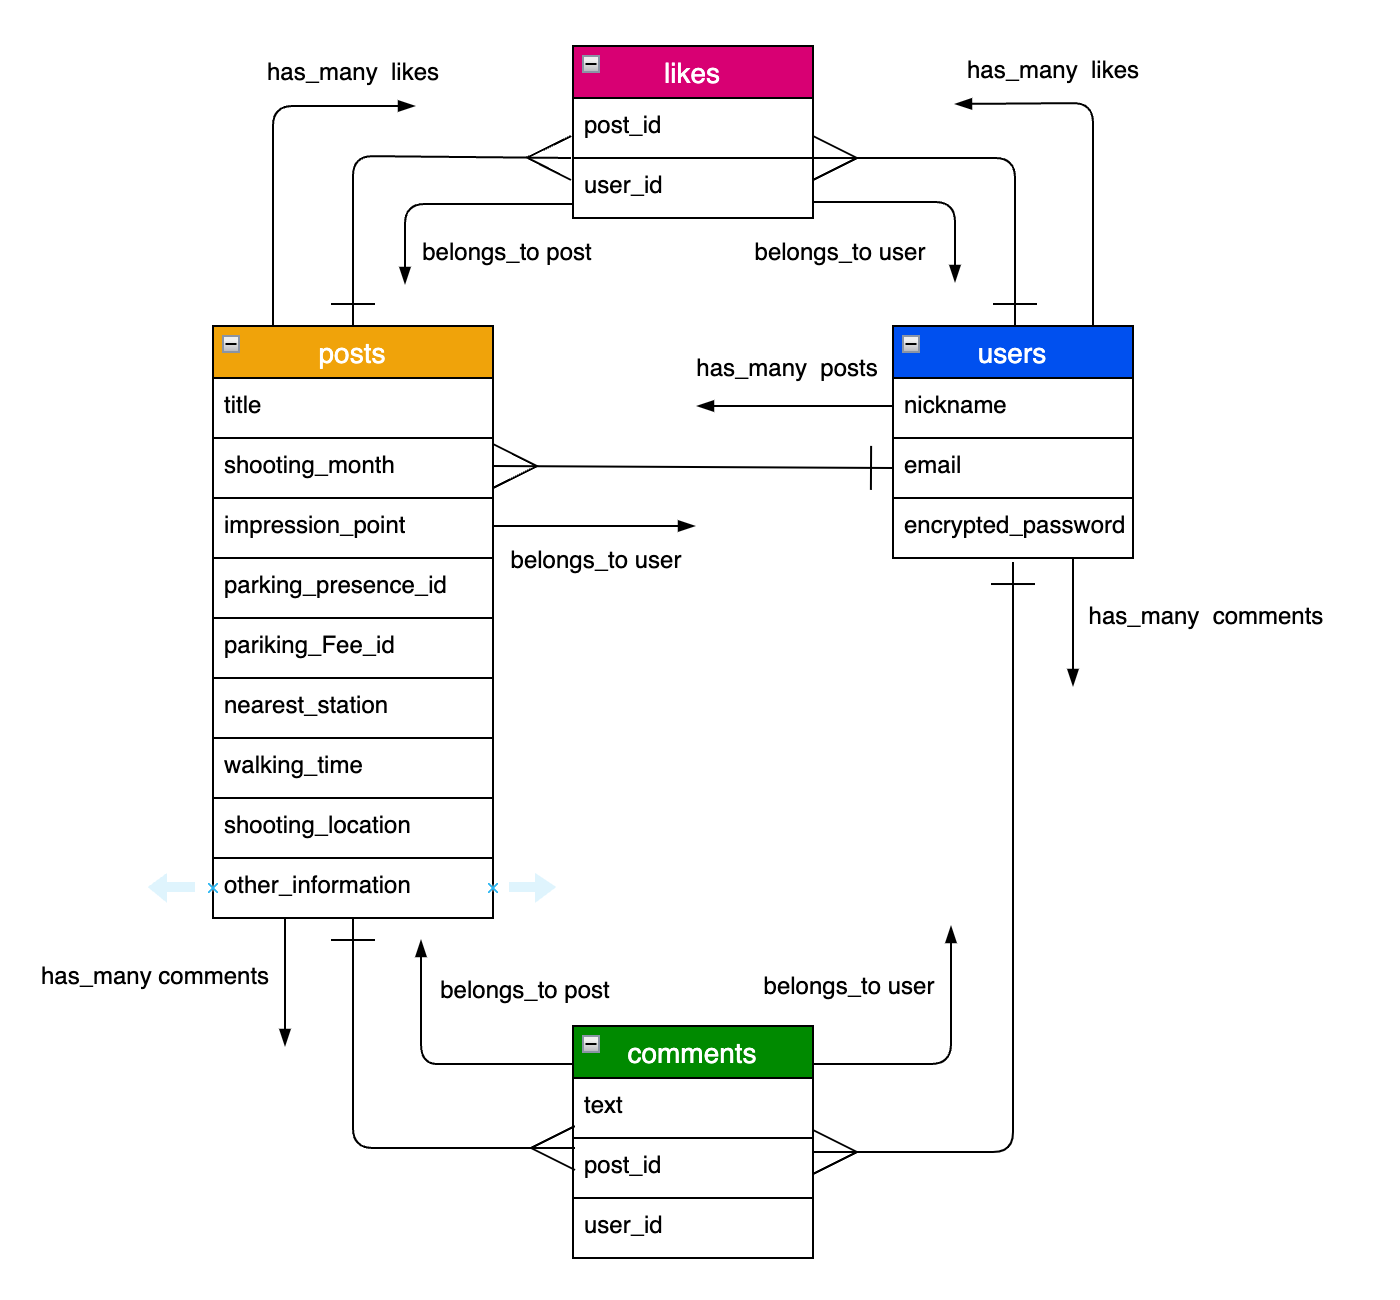 has_many likes
likes
has_many likes
post_id
user_id
belongs_to post
belongs_to user
posts
title
shooting_month
impression_point
parking_presence_id
pariking_Fee_id
nearest_station
walking_time
shooting_location
other_information
has_many posts
belongs_to user
users
nickname
email
encrypted_password
has_many comments
has_many comments
belongs_to post
belongs_to user
comments
text
post_id
user_id